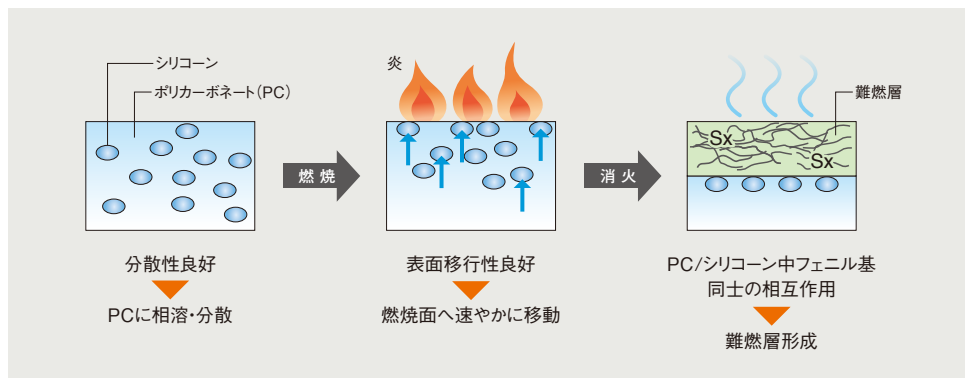 シリコーン
ポリカーボネート（PC）
炎
難燃層
Sx
Sx
燃焼
消火
分散性良好
PCに相溶・分散
表面移行性良好
燃焼面へ速やかに移動
PC/シリコーン中フェニル基
同士の相互作用
難燃層形成